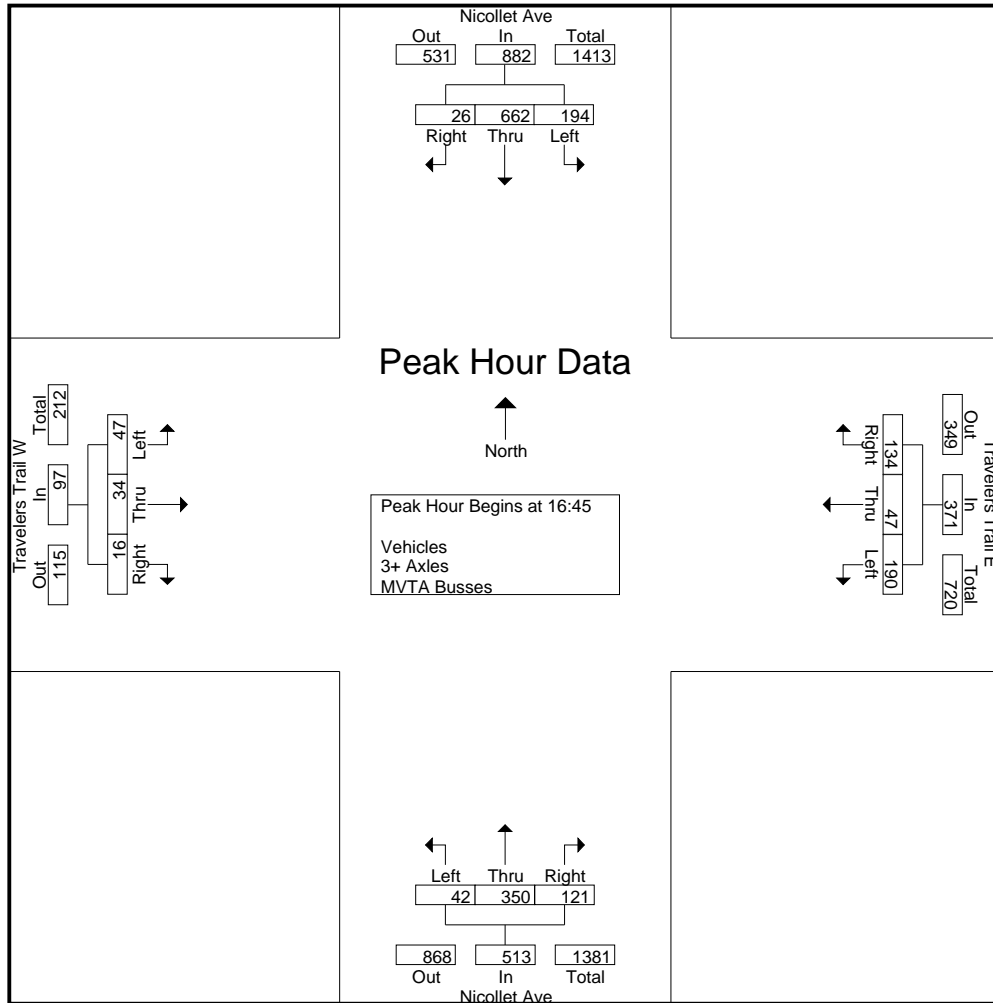 Nicollet Ave
Out In Total
531 882 1413
26 662 194
Right Thru Left
Peak Hour Data
North
Peak Hour Begins at 16:45
Vehicles
3+ Axles
MVTA Busses
Travelers Trail W
Total In Out
212 97 115
47 34 16
Left Thru Right
Travelers Trail E
Out In Total
349 371 720
134 47 190
Right Thru Left
Left Thru Right
42 350 121
868 513 1381
Out In Total
Nicollet Ave